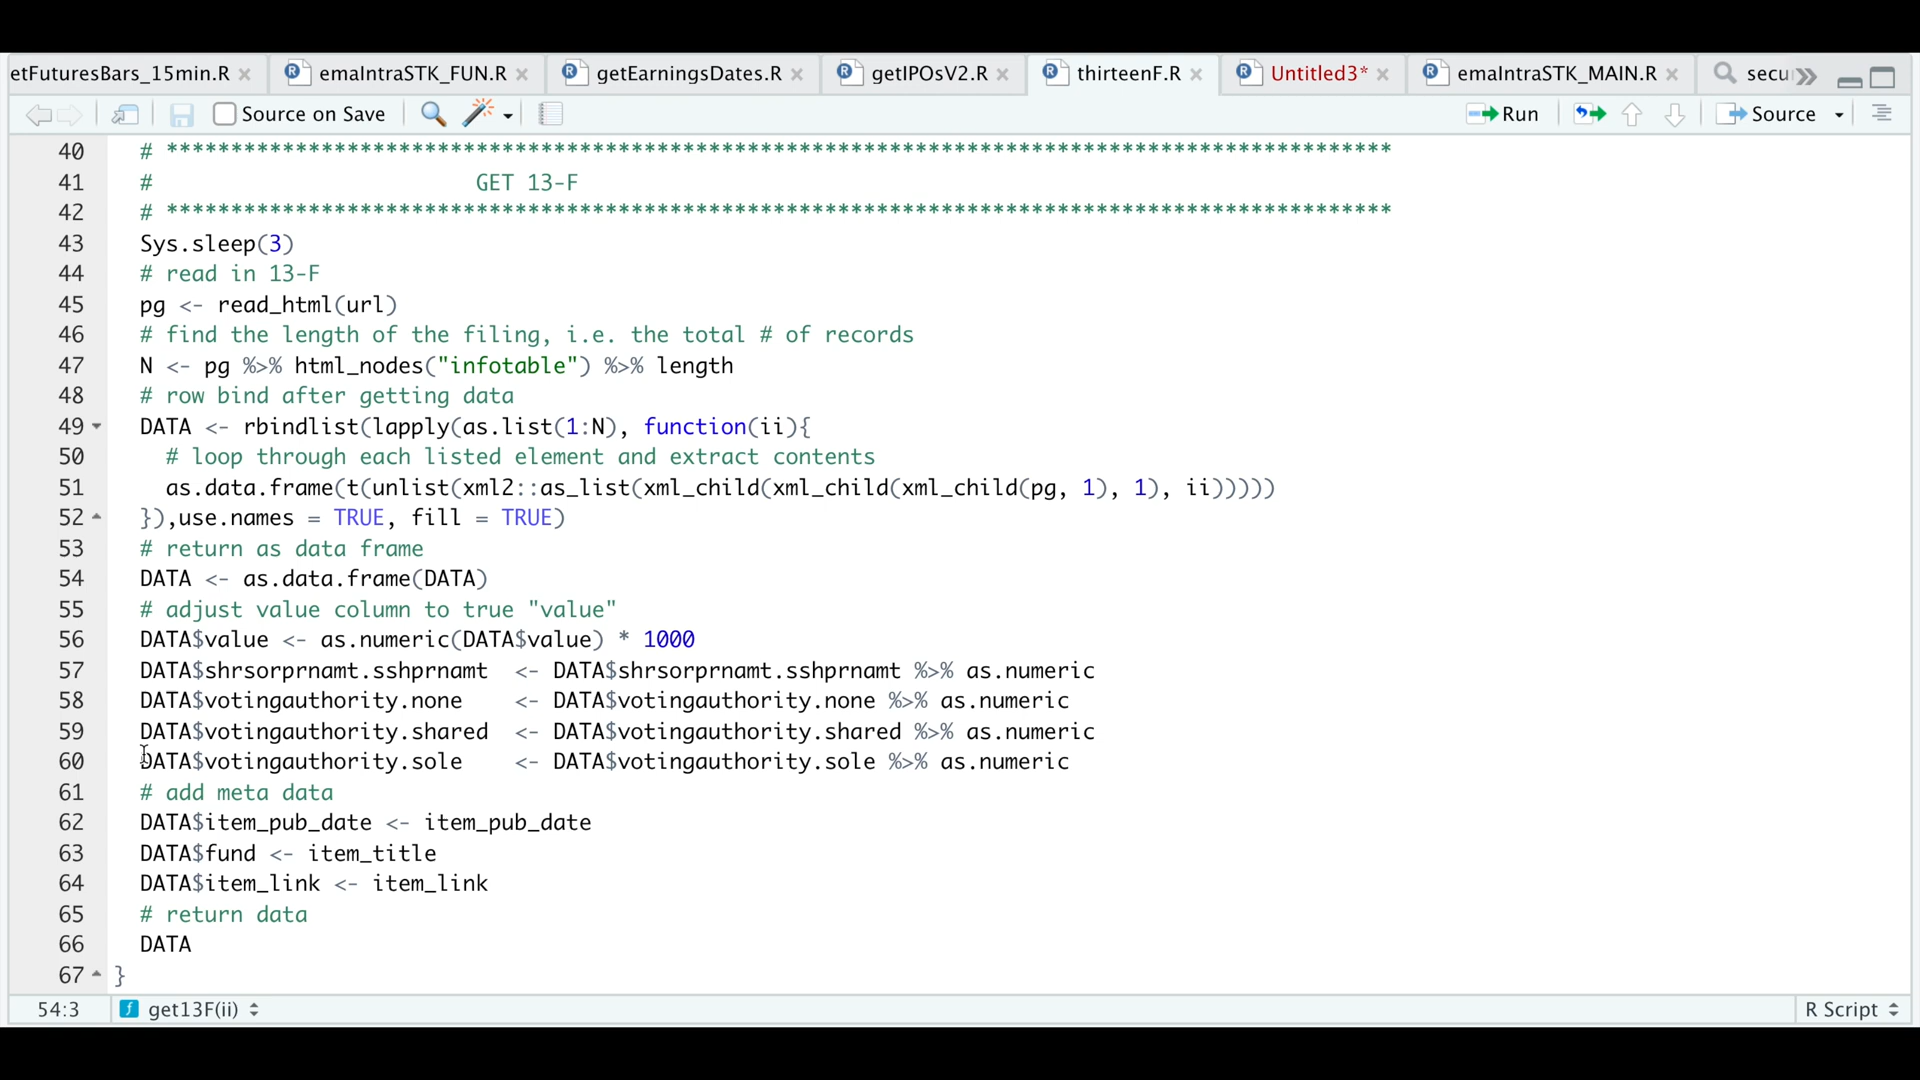 etFuturesBars_15min.R × emaIntraSTK_FUN.R × getEarningsDates.R × getIPOsV2.R × thirteenF.R × Untitled3* × emaIntraSTK_MAIN.R × secu
Source on Save Run Source
40 # ***********************************************************************************************
41 # GET 13-F
42 # ***********************************************************************************************
43 Sys.sleep(3)
44 # read in 13-F
45 pg <- read_html(url)
46 # find the length of the filing, i.e. the total # of records
47 N <- pg %>% html_nodes("infotable") %>% length
48 # row bind after getting data
49 DATA <- rbindlist(lapply(as.list(1:N), function(ii){
50 # loop through each listed element and extract contents
51 as.data.frame(t(unlist(xml2::as_list(xml_child(xml_child(xml_child(pg, 1), 1), ii)))))
52 }),use.names = TRUE, fill = TRUE)
53 # return as data frame
54 DATA <- as.data.frame(DATA)
55 # adjust value column to true "value"
56 DATA$value <- as.numeric(DATA$value) * 1000
57 DATA$shrsorprnamt.sshprnamt <- DATA$shrsorprnamt.sshprnamt %>% as.numeric
58 DATA$votingauthority.none <- DATA$votingauthority.none %>% as.numeric
59 DATA$votingauthority.shared <- DATA$votingauthority.shared %>% as.numeric
60 DATA$votingauthority.sole <- DATA$votingauthority.sole %>% as.numeric
61 # add meta data
62 DATA$item_pub_date <- item_pub_date
63 DATA$fund <- item_title
64 DATA$item_link <- item_link
65 # return data
66 DATA
67 }
54:3 get13F(ii) R Script